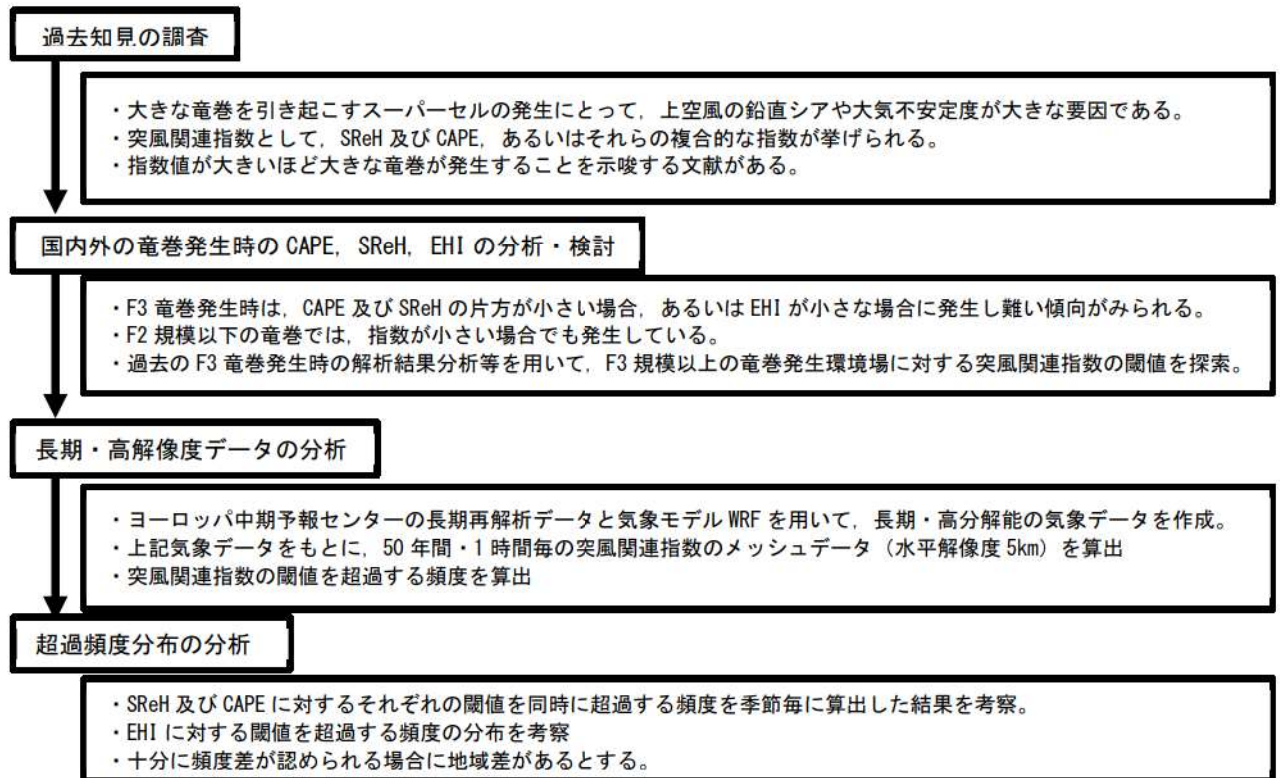 過去知見の調査
・大きな竜巻を引き起こすスーパーセルの発生にとって，上空風の鉛直シアや大気不安定度が大きな要因である。
・突風関連指数として，SReH 及び CAPE，あるいはそれらの複合的な指数が挙げられる。
・指数値が大きいほど大きな竜巻が発生することを示唆する文献がある。
国内外の竜巻発生時の CAPE，SReH，EHI の分析・検討
・F3 竜巻発生時は，CAPE 及び SReH の片方が小さい場合，あるいは EHI が小さな場合に発生し難い傾向がみられる。
・F2 規模以下の竜巻では，指数が小さい場合でも発生している。
・過去の F3 竜巻発生時の解析結果分析等を用いて，F3 規模以上の竜巻発生環境場に対する突風関連指数の閾値を探索。
長期・高解像度データの分析
・ヨーロッパ中期予報センターの長期再解析データと気象モデル WRF を用いて，長期・高分解能の気象データを作成。
・上記気象データをもとに，50 年間・1 時間毎の突風関連指数のメッシュデータ（水平解像度 5km）を算出
・突風関連指数の閾値を超過する頻度を算出
超過頻度分布の分析
・SReH 及び CAPE に対するそれぞれの閾値を同時に超過する頻度を季節毎に算出した結果を考察。
・EHI に対する閾値を超過する頻度の分布を考察
・十分に頻度差が認められる場合に地域差があるとする。